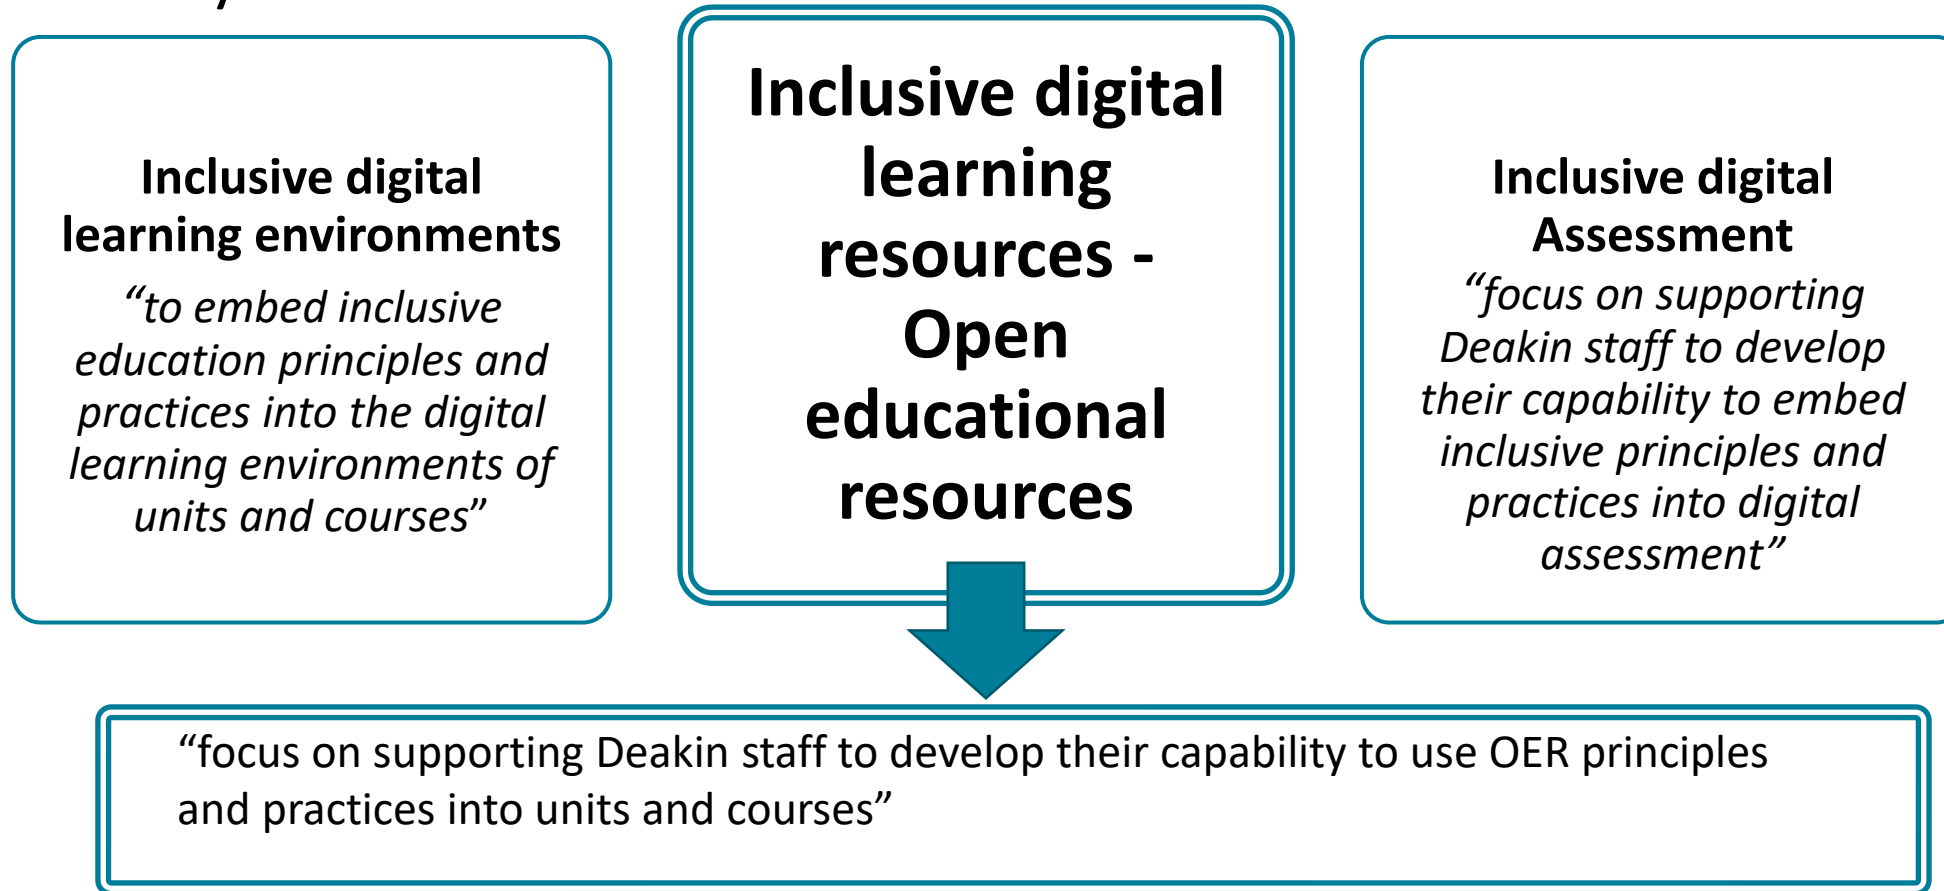 Inclusive digital
learning environments
“to embed inclusive
education principles and
practices into the digital
learning environments of
units and courses”
Inclusive digital
learning
resources -
Open
educational
resources
Inclusive digital
Assessment
“focus on supporting
Deakin staff to develop
their capability to embed
inclusive principles and
practices into digital
assessment”
“focus on supporting Deakin staff to develop their capability to use OER principles
and practices into units and courses”